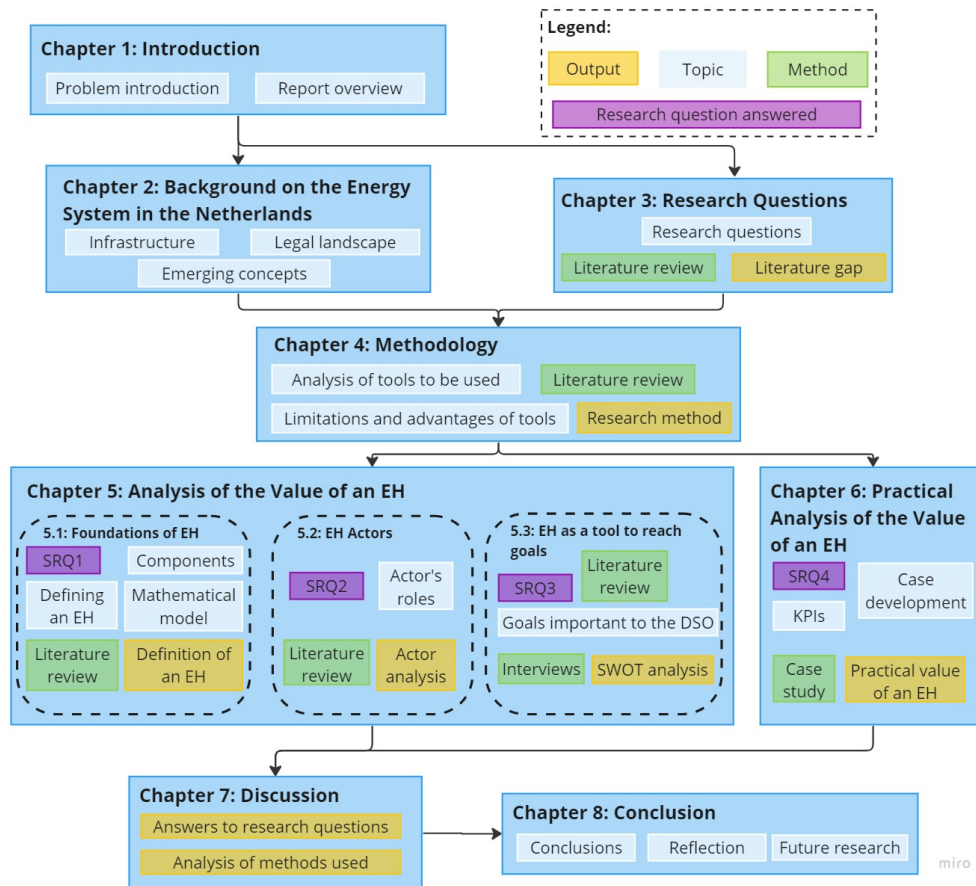 Chapter 1: Introduction
Problem introduction
Report overview
Legend:
Output
Topic
Method
Research question answered
Chapter 2: Background on the Energy
System in the Netherlands
Infrastructure
Legal landscape
Emerging concepts
Chapter 3: Research Questions
Research questions
Literature review
Literature gap
Chapter 4: Methodology
Analysis of tools to be used
Literature review
Limitations and advantages of tools
Research method
Chapter 5: Analysis of the Value of an EH
5.1: Foundations of EH
SRQ1
Components
Defining
an EH
Mathematical
model
Literature
review
Definition of
an EH
5.2: EH Actors
SRQ2
Actor's
roles
Literature
review
Actor
analysis
5.3: EH as a tool to reach
goals
SRQ3
Literature
review
Goals important to the DSO
Interviews
SWOT analysis
Chapter 6: Practical
Analysis of the Value
of an EH
SRQ4
Case
development
KPIs
Case
study
Practical value
of an EH
Chapter 7: Discussion
Answers to research questions
Analysis of methods used
Chapter 8: Conclusion
Conclusions
Reflection
Future research
miro